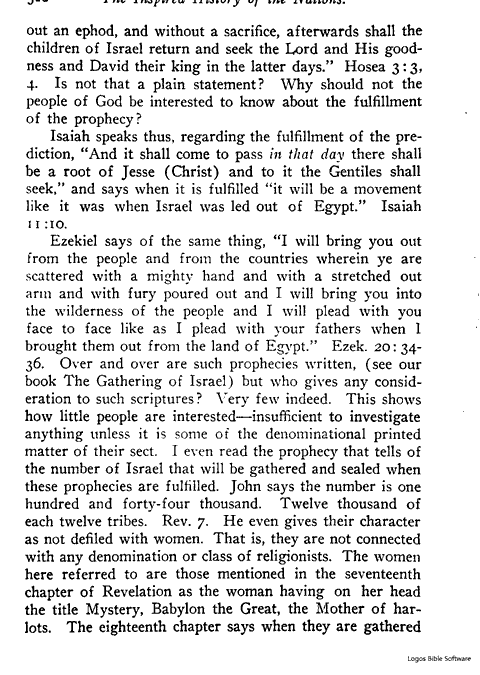 The Inspired History of the Nations.
out an ephod, and without a sacrifice, afterwards shall the
children of Israel return and seek the Lord and His good-
ness and David their king in the latter days." Hosea 3:3,
4. Is not that a plain statement? Why should not the
people of God be interested to know about the fulfillment
of the prophecy?
Isaiah speaks thus, regarding the fulfillment of the pre-
diction, "And it shall come to pass in that day there shall
be a root of Jesse (Christ) and to it the Gentiles shall
seek," and says when it is fulfilled "it will be a movement
like it was when Israel was led out of Egypt." Isaiah
11:10.
Ezekiel says of the same thing, "I will bring you out
from the people and from the countries wherein ye are
scattered with a mighty hand and with a stretched out
arm and with fury poured out and I will bring you into
the wilderness of the people and I will plead with you
face to face like as I plead with your fathers when I
brought them out from the land of Egypt." Ezek. 20:34-
36. Over and over are such prophecies written, (see our
book The Gathering of Israel) but who gives any consid-
eration to such scriptures? Very few indeed. This shows
how little people are interested—insufficient to investigate
anything unless it is some of the denominational printed
matter of their sect. I even read the prophecy that tells of
the number of Israel that will be gathered and sealed when
these prophecies are fulfilled. John says the number is one
hundred and forty-four thousand. Twelve thousand of
each twelve tribes. Rev. 7. He even gives their character
as not defiled with women. That is, they are not connected
with any denomination or class of religionists. The women
here referred to are those mentioned in the seventeenth
chapter of Revelation as the woman having on her head
the title Mystery, Babylon the Great, the Mother of har-
lots. The eighteenth chapter says when they are gathered
Logos Bible Software